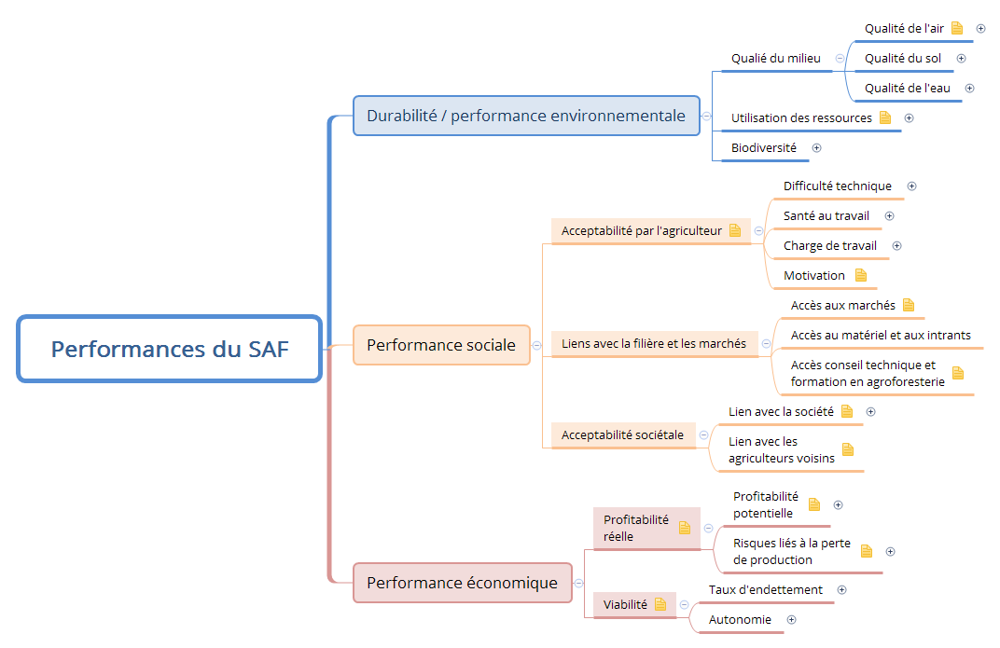 Performances du SAF
Durabilité / performance environnementale
Qualié du milieu
Qualité de l'air
Qualité du sol
Qualité de l'eau
Utilisation des ressources
Biodiversité
Performance sociale
Acceptabilité par l'agriculteur
Difficulté technique
Santé au travail
Charge de travail
Motivation
Liens avec la filière et les marchés
Accès aux marchés
Accès au matériel et aux intrants
Accès conseil technique et
formation en agroforesterie
Acceptabilité sociétale
Lien avec la société
Lien avec les
agriculteurs voisins
Performance économique
Profitabilité
réelle
Profitabilité
potentielle
Risques liés à la perte
de production
Viabilité
Taux d'endettement
Autonomie